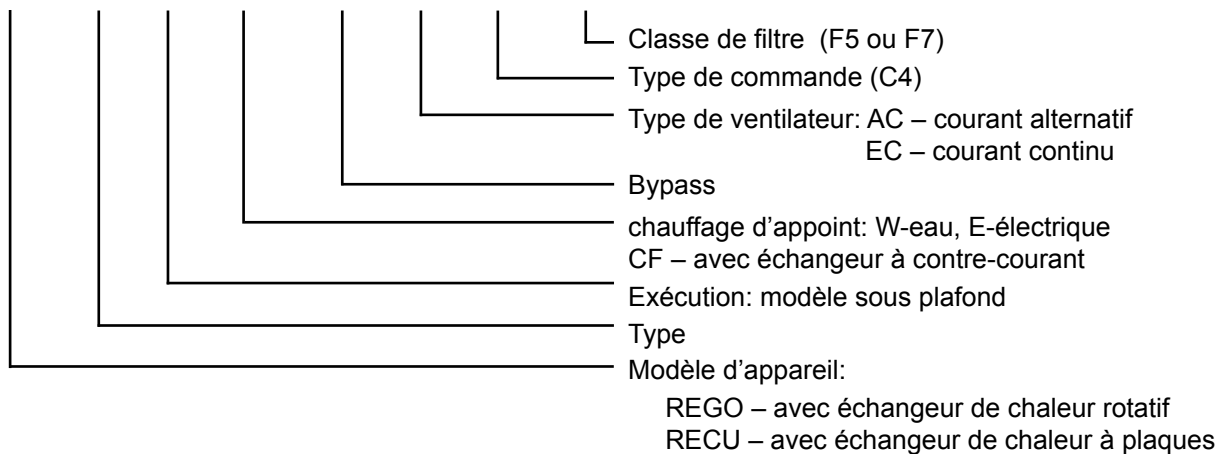 Classe de filtre (F5 ou F7)
Type de commande (C4)
Type de ventilateur: AC – courant alternatif
EC – courant continu
Bypass
chauffage d'appoint: W-eau, E-électrique
CF – avec échangeur à contre-courant
Exécution: modèle sous plafond
Type
Modèle d'appareil:
REGO – avec échangeur de chaleur rotatif
RECU – avec échangeur de chaleur à plaques